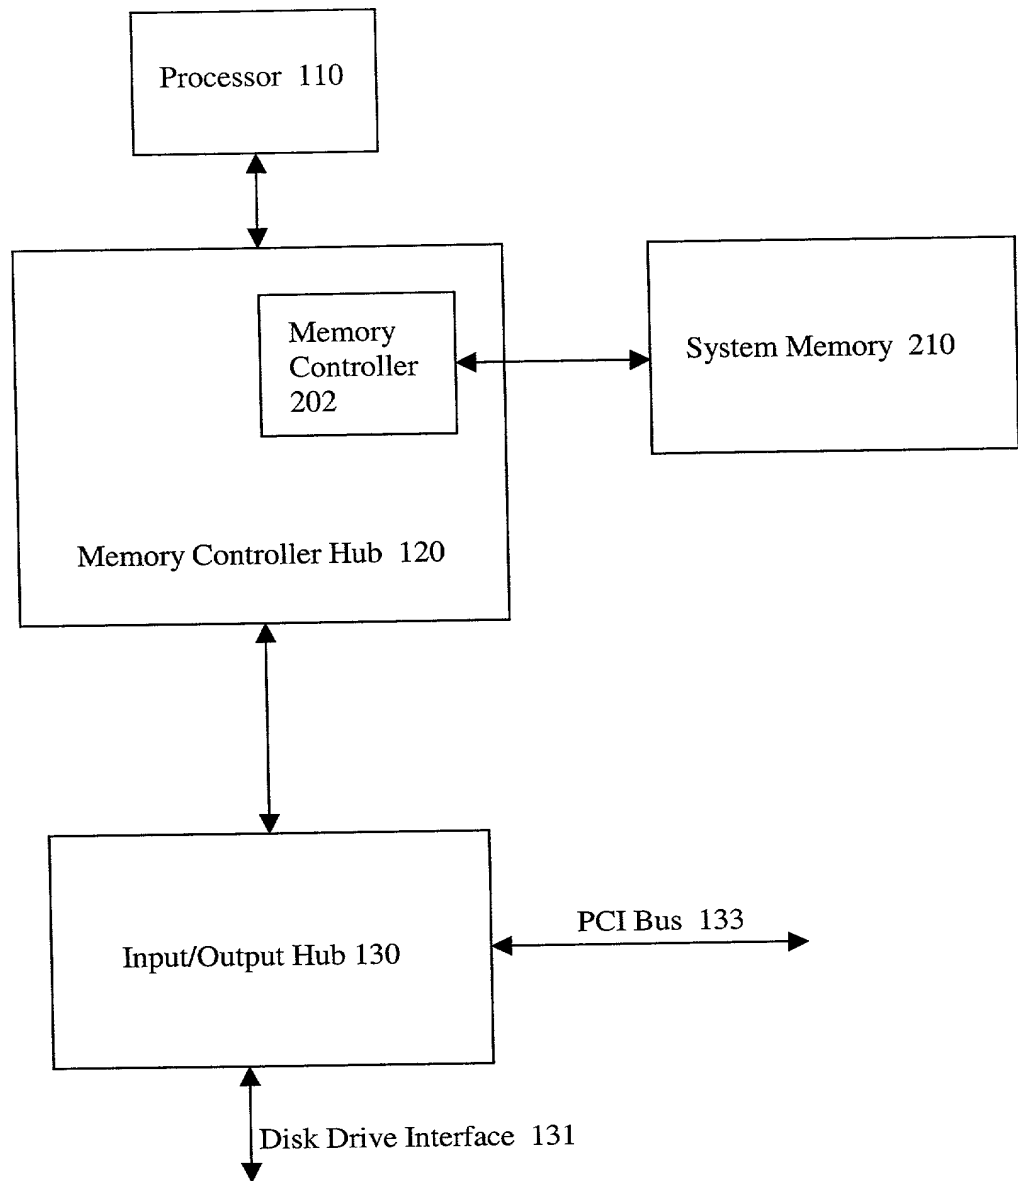 Processor 110
Memory
Controller
202
System Memory 210
Memory Controller Hub 120
PCI Bus 133
Input/Output Hub 130
Disk Drive Interface 131